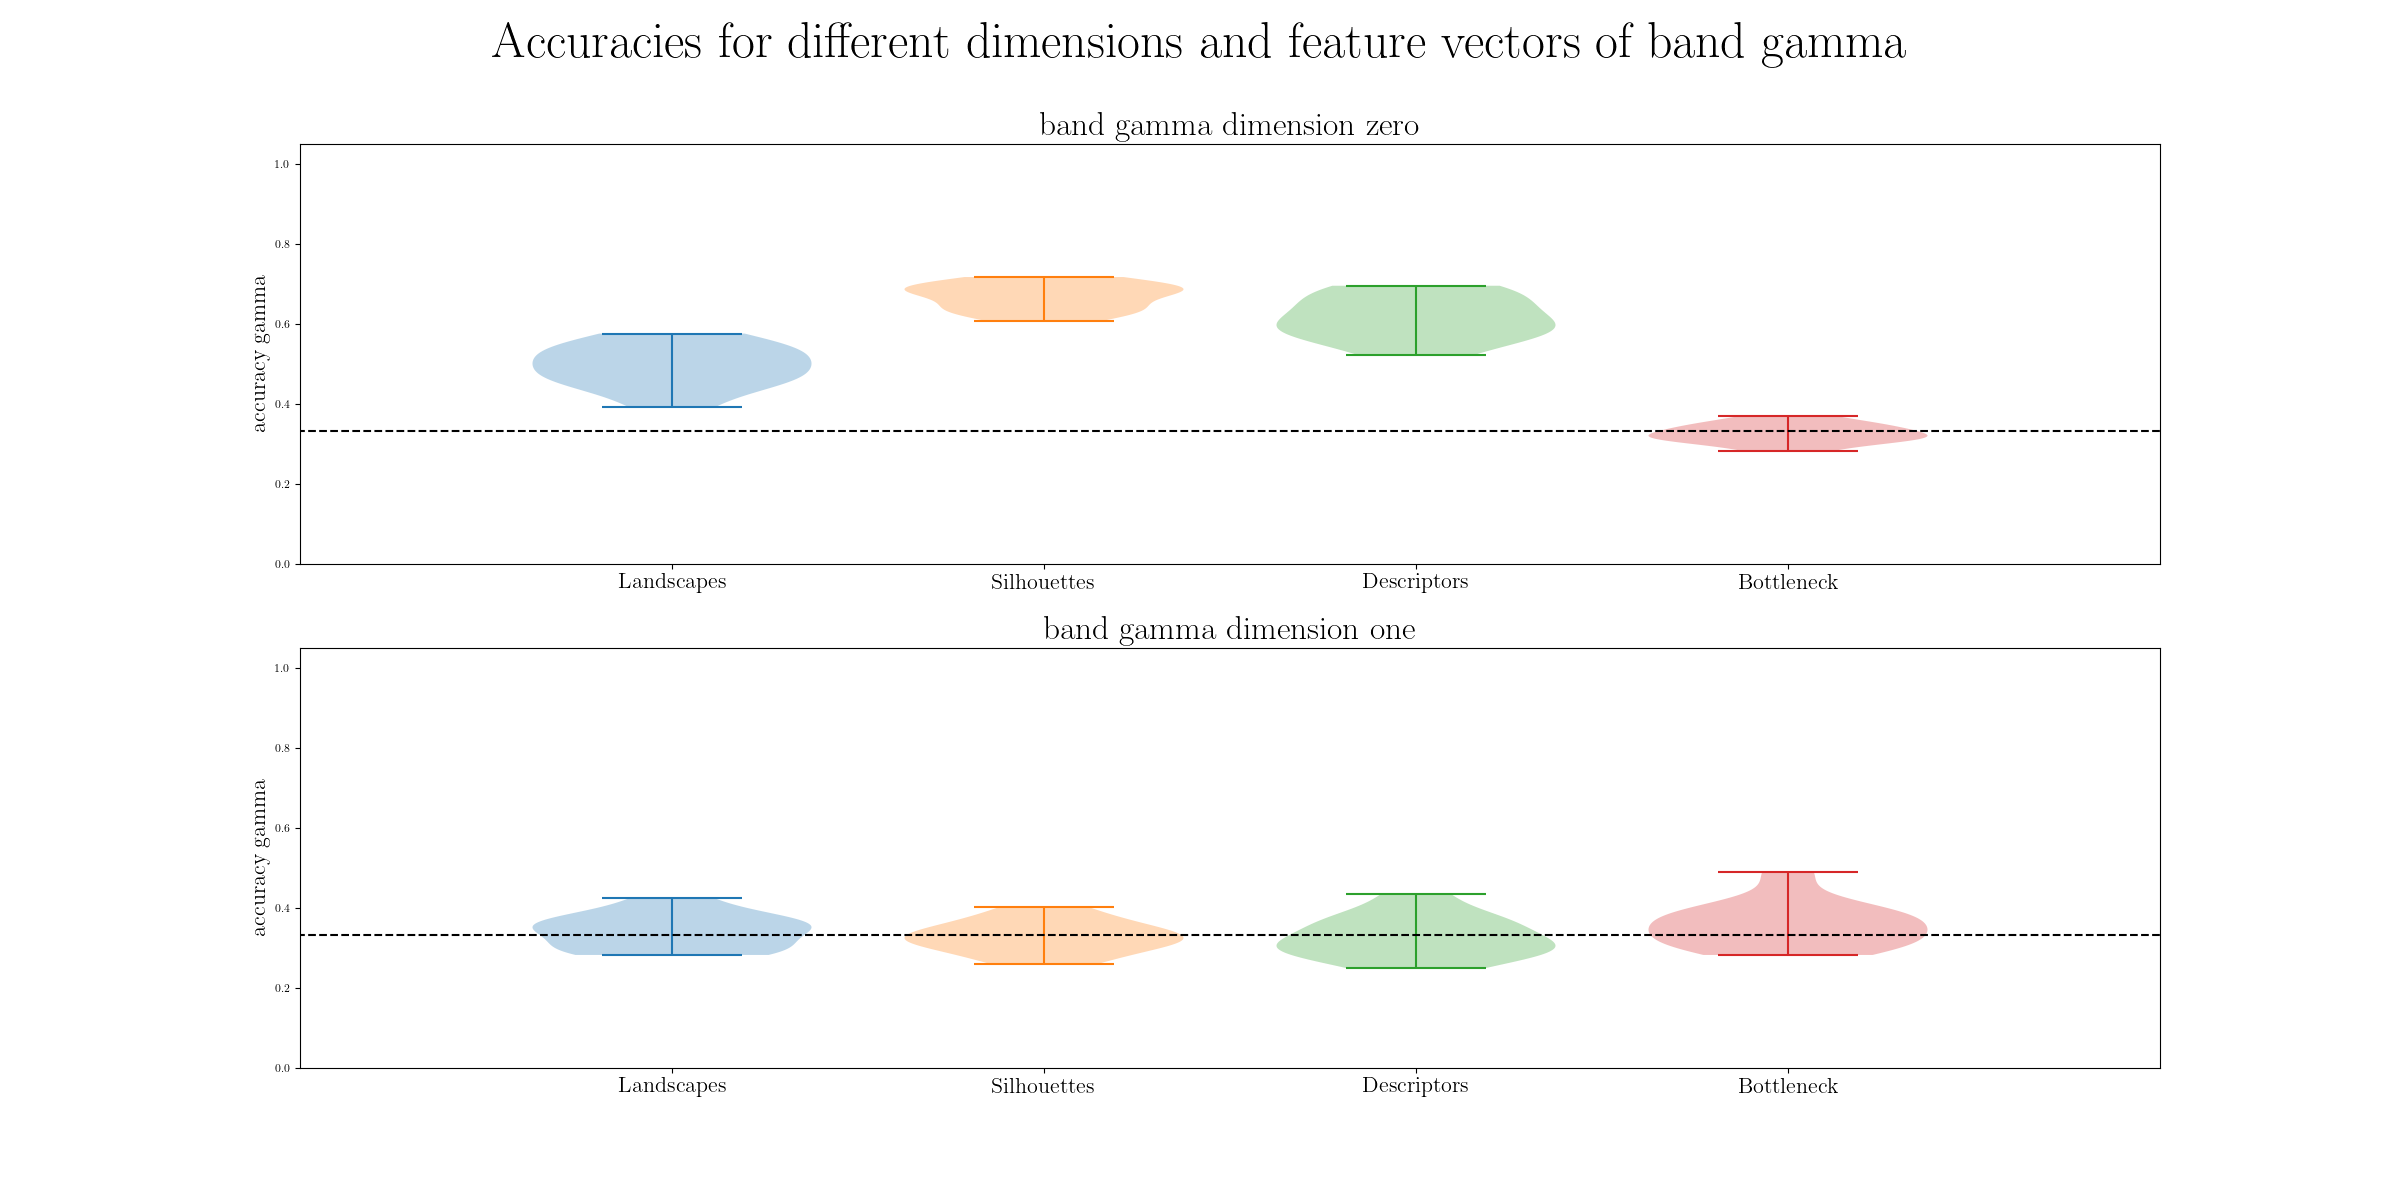 Accuracies for different dimensions and feature vectors of band gamma
band gamma dimension zero
1.0
0.8
0.6
0.4
0.2
0.0
accuracy gamma
Landscapes Silhouettes Descriptors Bottleneck
band gamma dimension one
1.0
0.8
0.6
0.4
0.2
0.0
accuracy gamma
Landscapes Silhouettes Descriptors Bottleneck